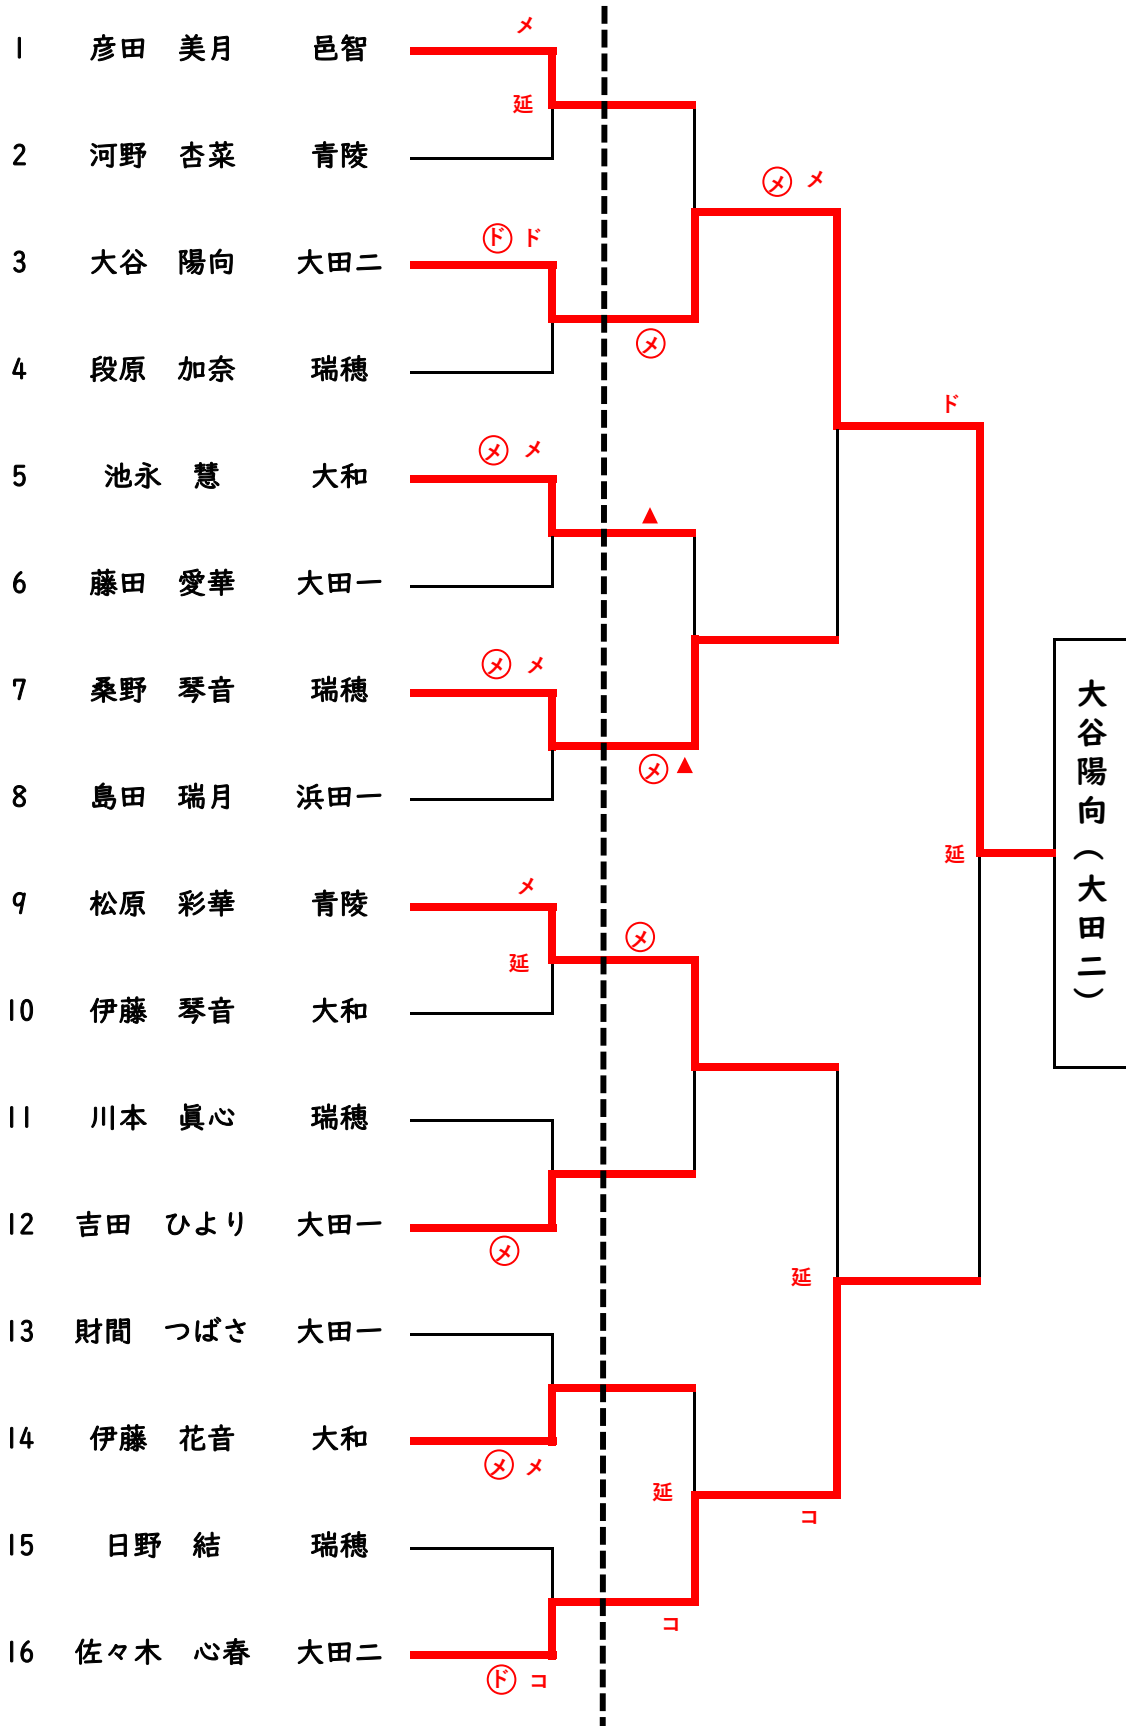 メ
1 彦田 美月 邑智
延
2 河野 杏菜 青陵
メ メ
ド ド
3 大谷 陽向 大田二
メ
4 段原 加奈 瑞穂
ド
メ メ
5 池永 慧 大和
▲
6 藤田 愛華 大田一
メ メ
7 桑野 琴音 瑞穂
メ ▲
8 島田 瑞月 浜田一
大谷陽向(大田二)
延
メ
9 松原 彩華 青陵
メ
延
10 伊藤 琴音 大和
11 川本 眞心 瑞穂
12 吉田 ひより 大田一
メ
延
13 財間 つばさ 大田一
14 伊藤 花音 大和
メ メ
延
コ
15 日野 結 瑞穂
コ
16 佐々木 心春 大田二
ド コ